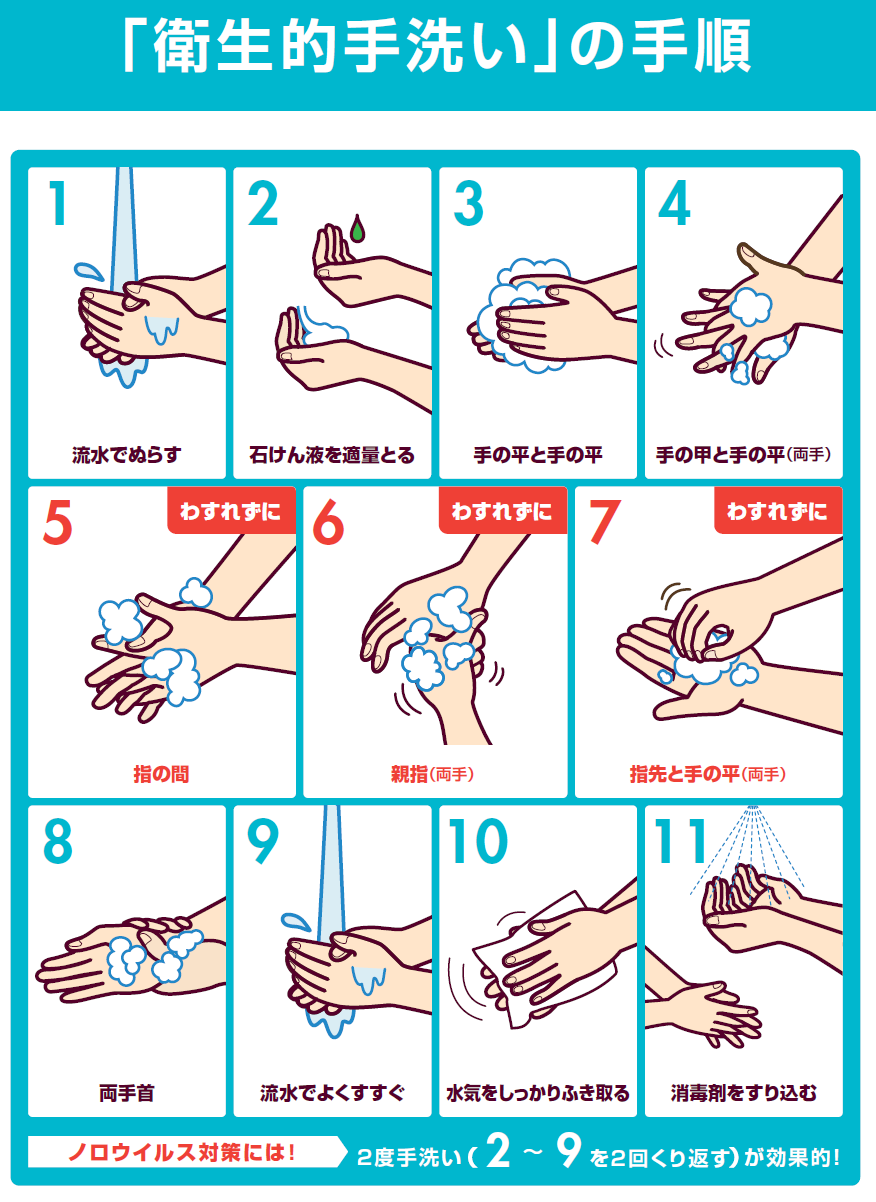 「衛生的手洗い」の手順
1
流水でぬらす
2
石けん液を適量とる
3
手の平と手の平
4
手の甲と手の平(両手)
5
わすれずに
指の間
6
わすれずに
親指(両手)
7
わすれずに
指先と手の平(両手)
8
両手首
9
流水でよくすすぐ
10
水気をしっかりふき取る
11
消毒剤をすり込む
ノロウイルス対策には! 2度手洗い(2～9を2回くり返す)が効果的!